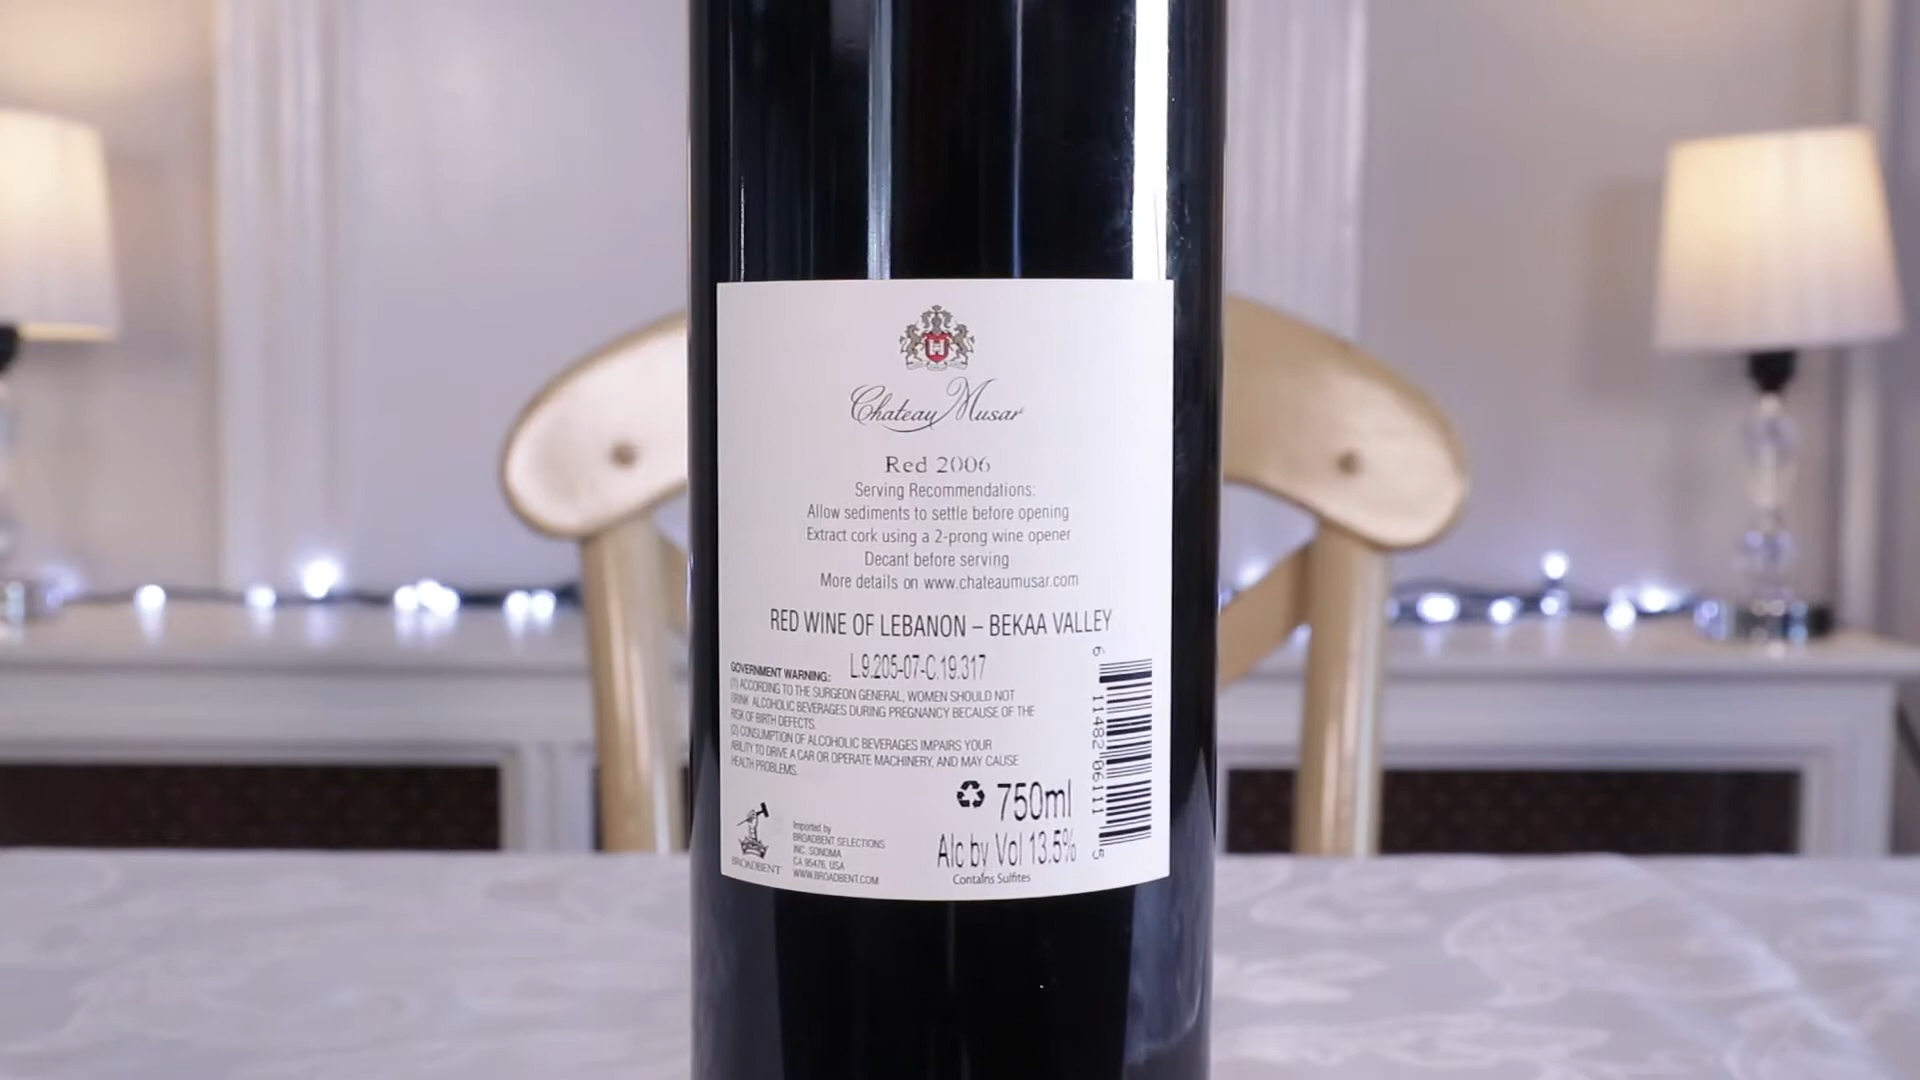 Chateau Musar
Red 2006
Serving Recommendations:
Allow sediments to settle before opening
Extract cork using a 2-prong wine opener
Decant before serving
More details on www.chateaumusar.com
RED WINE OF LEBANON – BEKAA VALLEY
L.9.205-07-C.19.317
GOVERNMENT WARNING:
(1) ACCORDING TO THE SURGEON GENERAL, WOMEN SHOULD NOT
DRINK ALCOHOLIC BEVERAGES DURING PREGNANCY BECAUSE OF THE
RISK OF BIRTH DEFECTS.
(2) CONSUMPTION OF ALCOHOLIC BEVERAGES IMPAIRS YOUR
ABILITY TO DRIVE A CAR OR OPERATE MACHINERY, AND MAY CAUSE
HEALTH PROBLEMS.
6 11482 06111 5
750ml
Alc by Vol 13.5%
Contains Sulfites
BROADBENT
Imported by
BROADBENT SELECTIONS
INC. SONOMA
CA 95476, USA
WWW.BROADBENT.COM